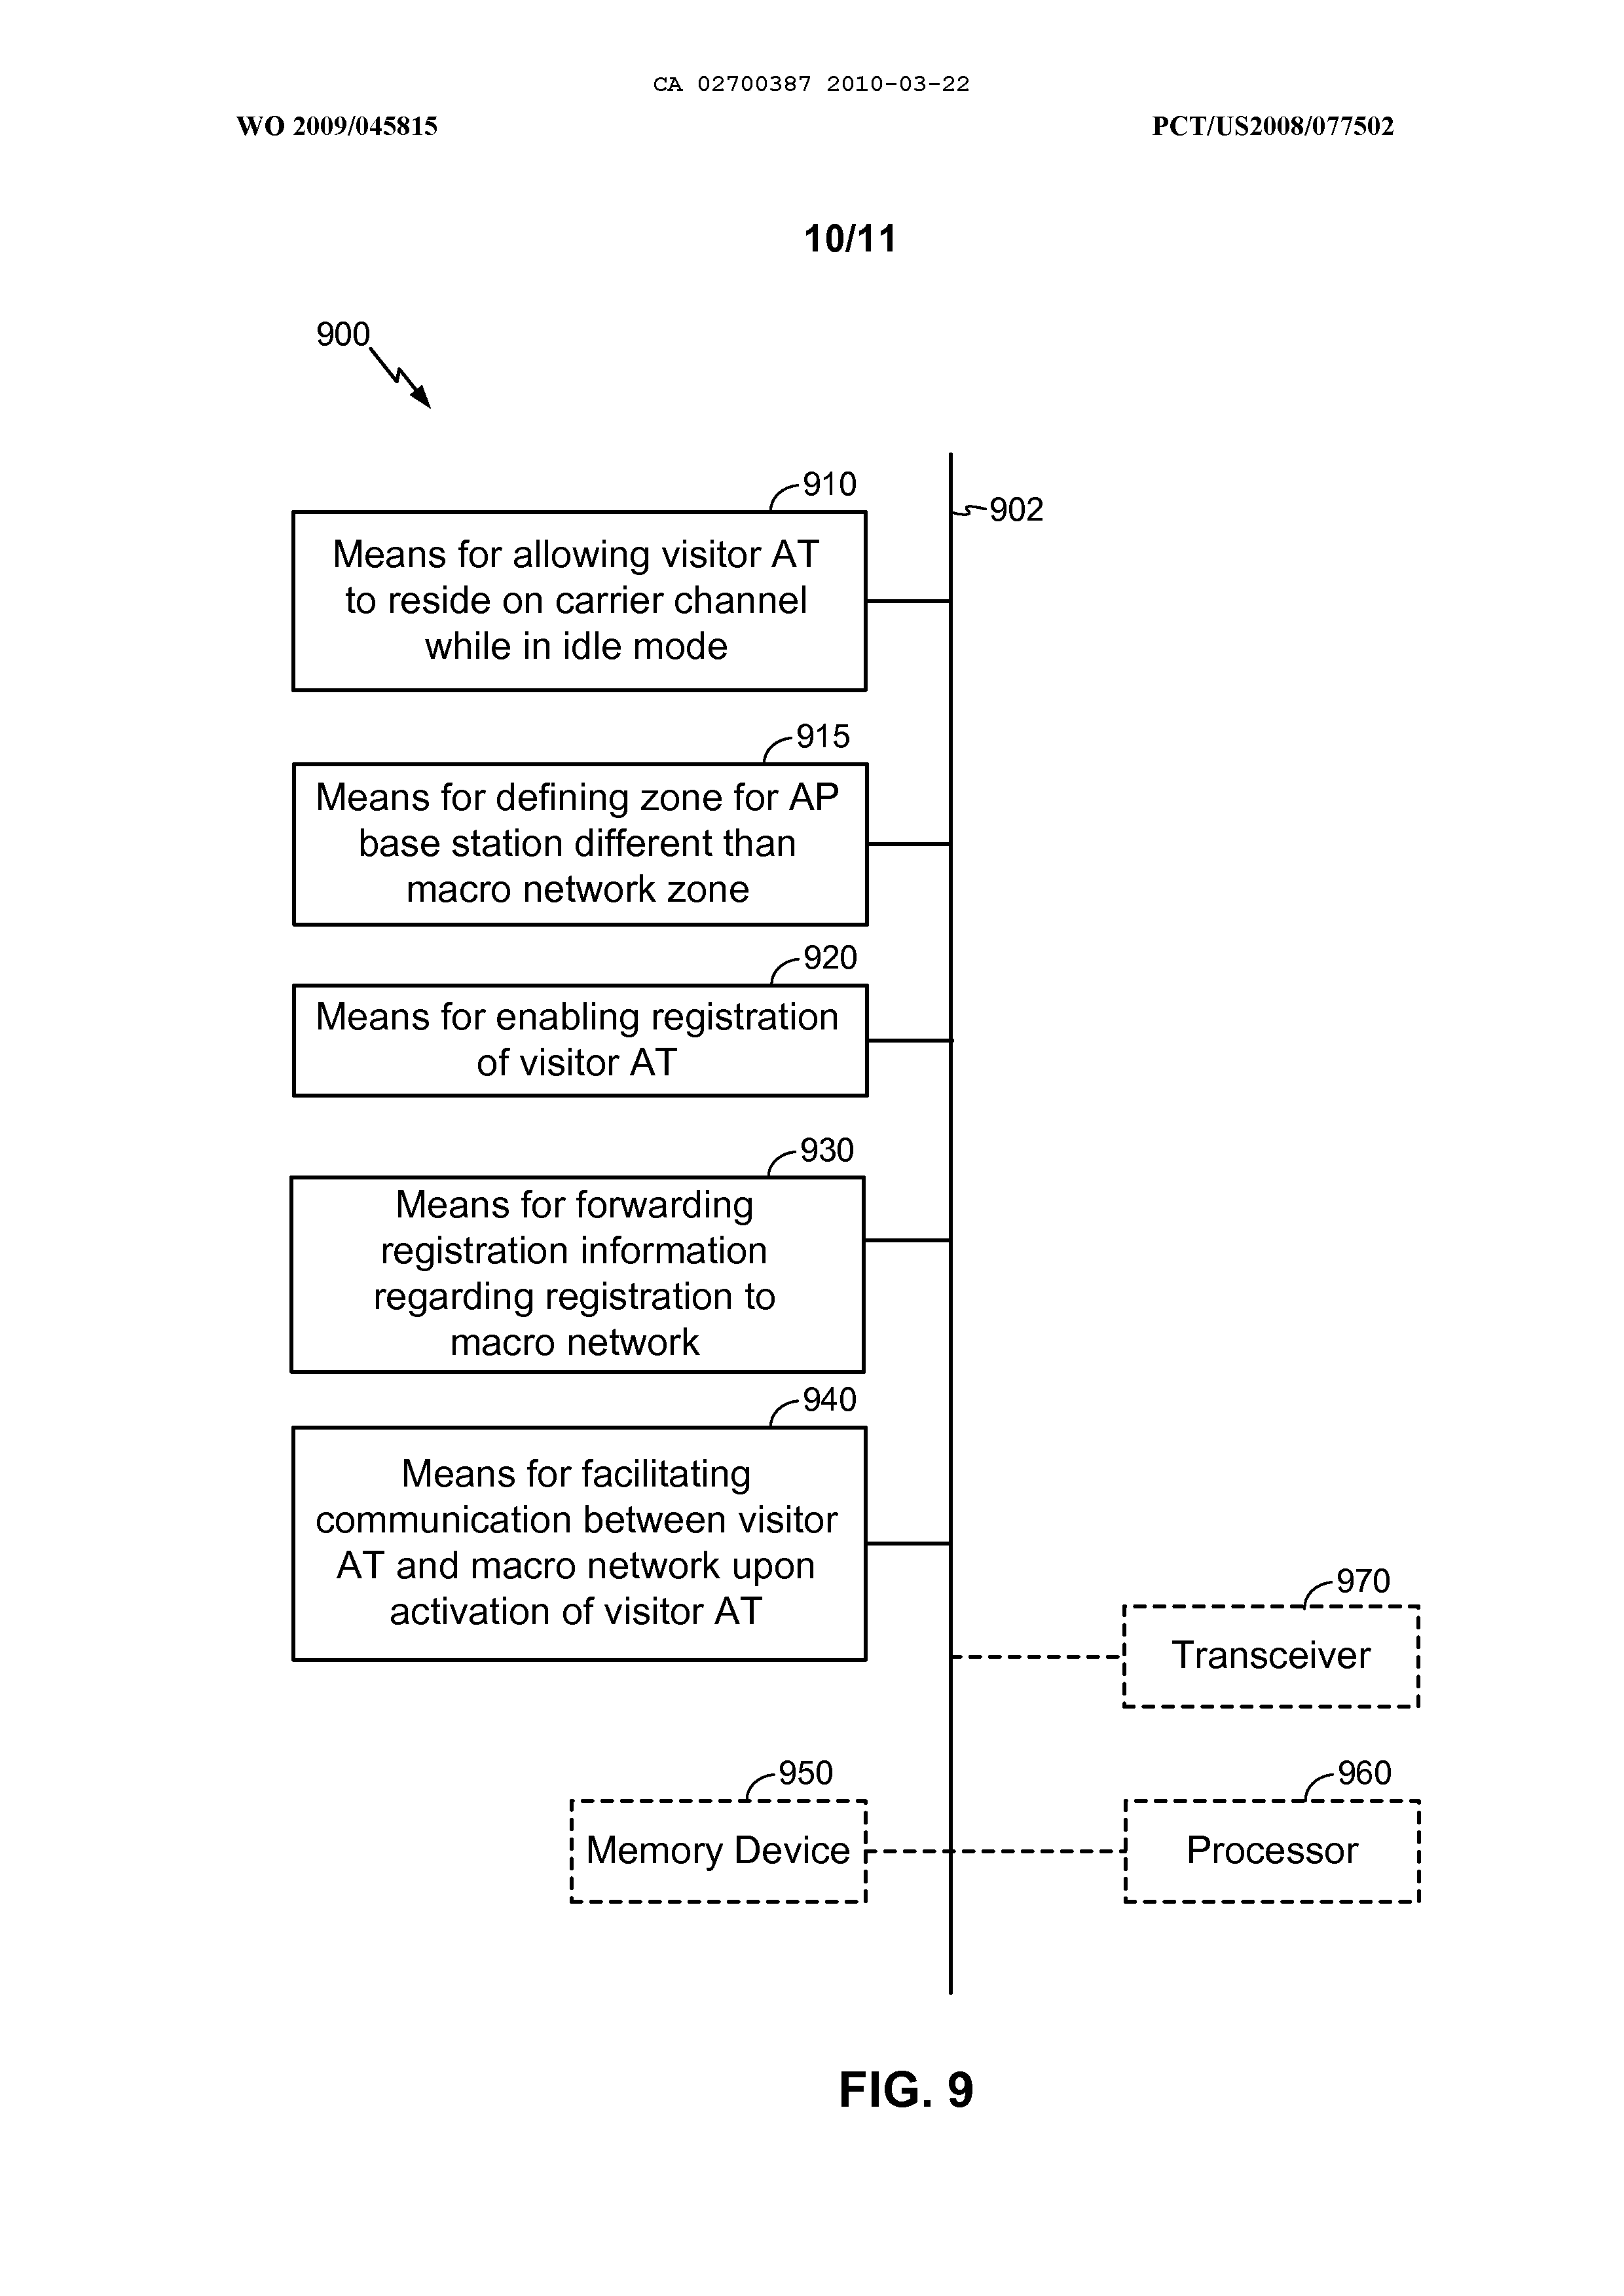 CA 02700387 2010-03-22
WO 2009/045815
PCT/US2008/077502
10/11
900
910
902
Means for allowing visitor AT
to reside on carrier channel
while in idle mode
915
Means for defining zone for AP
base station different than
macro network zone
920
Means for enabling registration
of visitor AT
930
Means for forwarding
registration information
regarding registration to
macro network
940
Means for facilitating
communication between visitor
AT and macro network upon
activation of visitor AT
970
Transceiver
950
Memory Device
960
Processor
FIG. 9